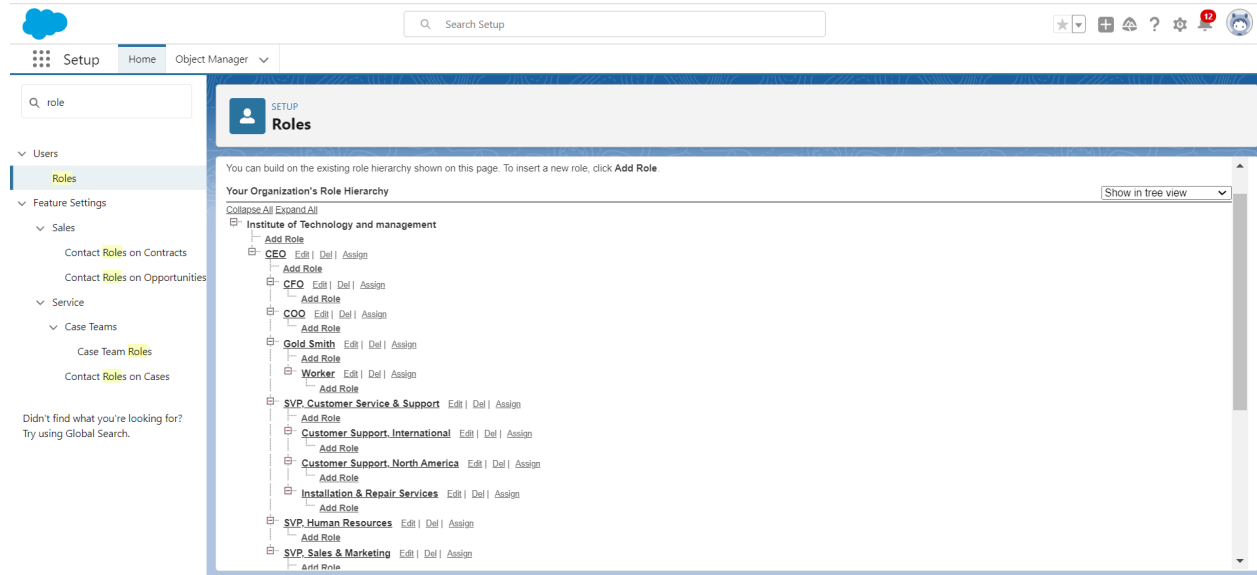 Search Setup
12
Setup
Home
Object Manager
role
Users
Roles
Feature Settings
Sales
Contact Roles on Contracts
Contact Roles on Opportunities
Service
Case Teams
Case Team Roles
Contact Roles on Cases
Didn't find what you're looking for?
Try using Global Search.
SETUP
Roles
You can build on the existing role hierarchy shown on this page. To insert a new role, click Add Role.
Your Organization's Role Hierarchy
Show in tree view
Collapse All Expand All
Institute of Technology and management
Add Role
CEO Edit | Del | Assign
Add Role
CFO Edit | Del | Assign
Add Role
COO Edit | Del | Assign
Add Role
Gold Smith Edit | Del | Assign
Add Role
Worker Edit | Del | Assign
Add Role
SVP, Customer Service & Support Edit | Del | Assign
Add Role
Customer Support, International Edit | Del | Assign
Add Role
Customer Support, North America Edit | Del | Assign
Add Role
Installation & Repair Services Edit | Del | Assign
Add Role
SVP, Human Resources Edit | Del | Assign
Add Role
SVP, Sales & Marketing Edit | Del | Assign
Add Role